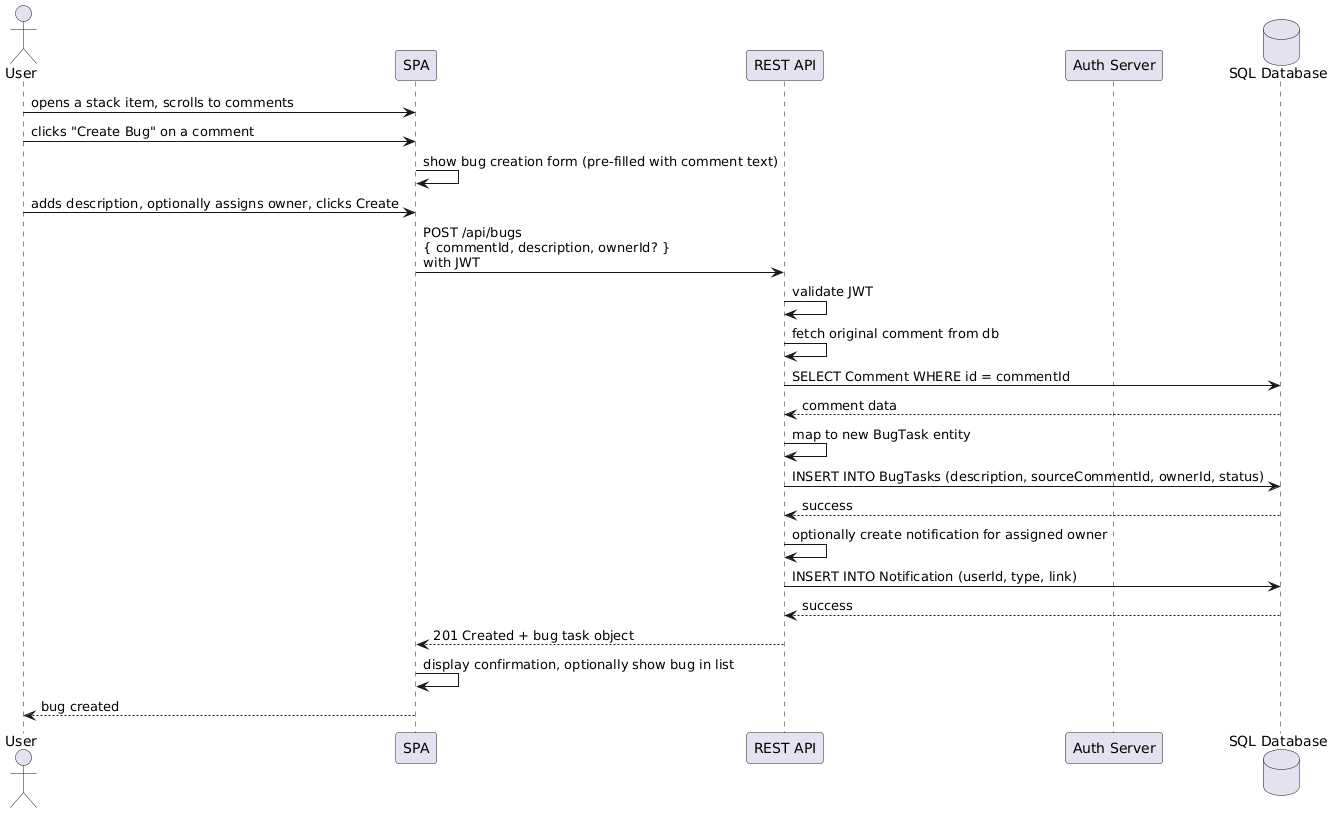 User
SPA
REST API
Auth Server
SQL Database
opens a stack item, scrolls to comments
clicks "Create Bug" on a comment
show bug creation form (pre-filled with comment text)
adds description, optionally assigns owner, clicks Create
POST /api/bugs
{ commentId, description, ownerId? }
with JWT
validate JWT
fetch original comment from db
SELECT Comment WHERE id = commentId
comment data
map to new BugTask entity
INSERT INTO BugTasks (description, sourceCommentId, ownerId, status)
success
optionally create notification for assigned owner
INSERT INTO Notification (userId, type, link)
success
201 Created + bug task object
display confirmation, optionally show bug in list
bug created
User
SPA
REST API
Auth Server
SQL Database